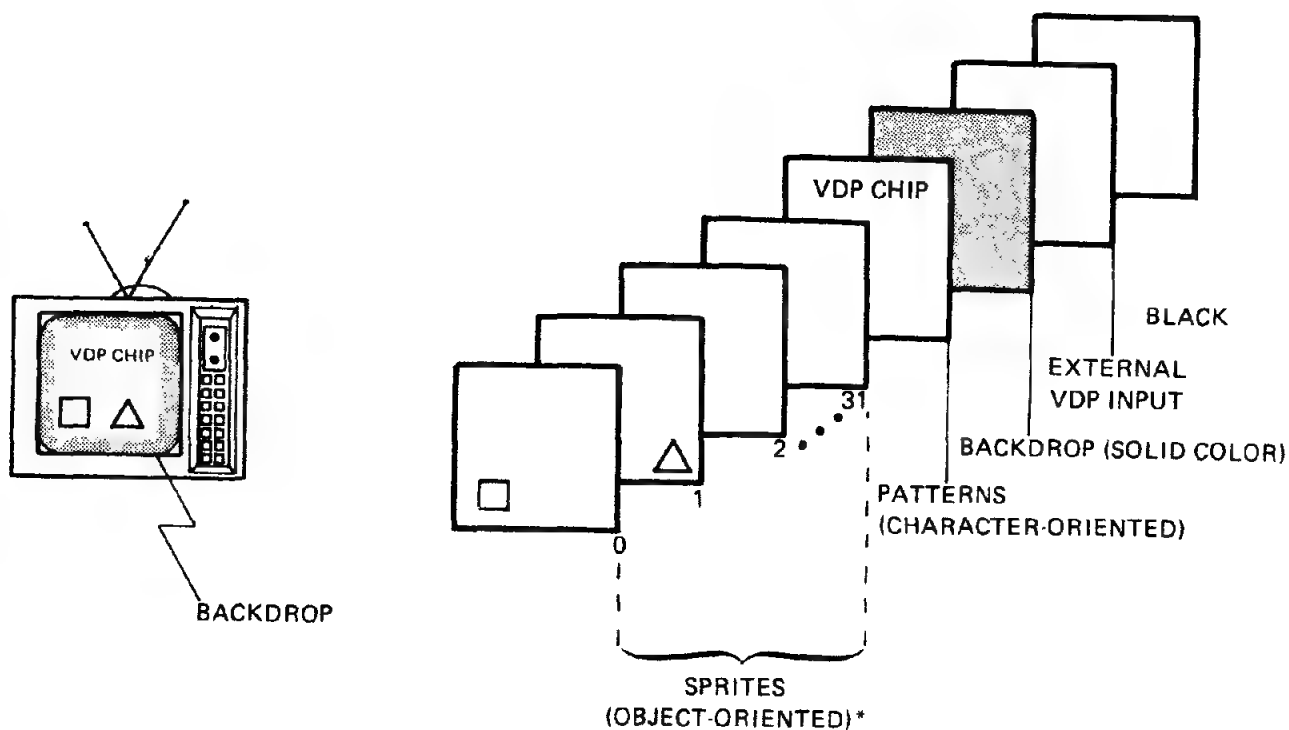 VDP CHIP
BACKDROP
VDP CHIP
0
1
2
31
BLACK
EXTERNAL
VDP INPUT
BACKDROP (SOLID COLOR)
PATTERNS
(CHARACTER-ORIENTED)
SPRITES
(OBJECT-ORIENTED)*